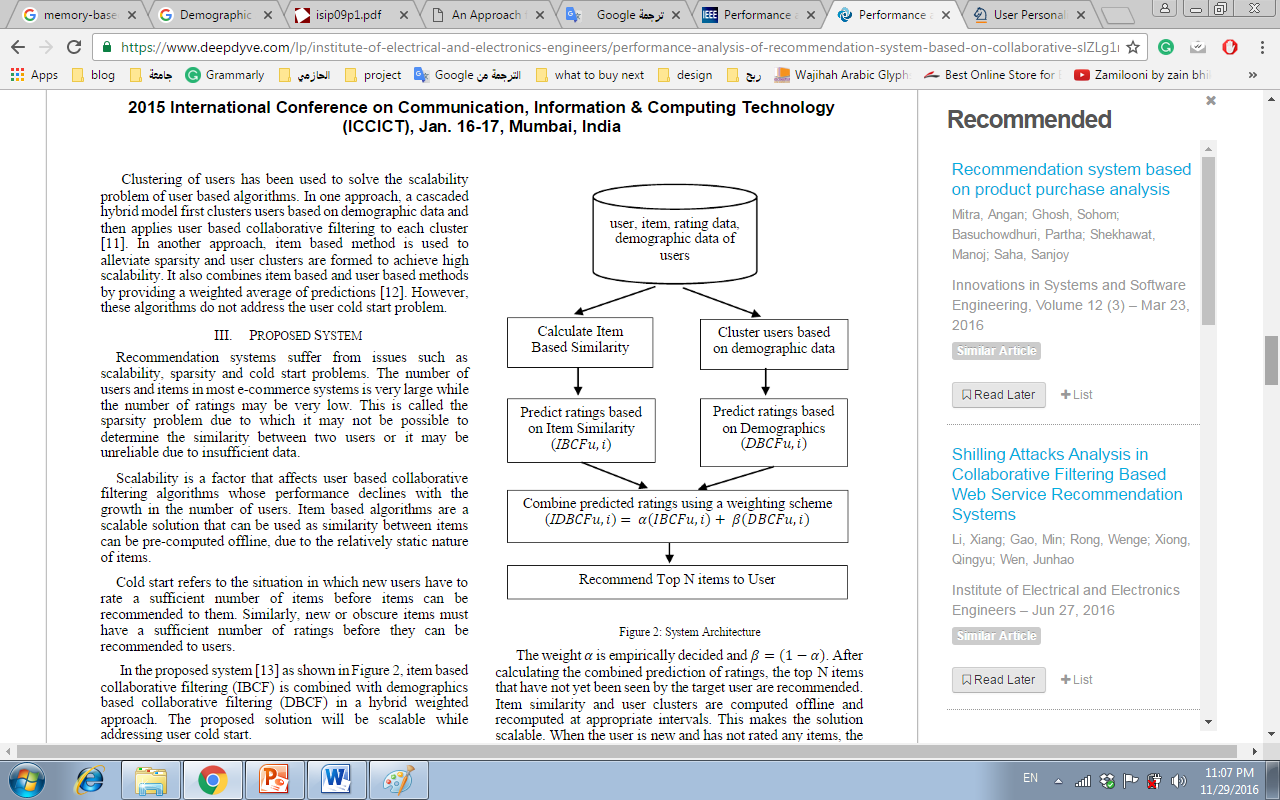 memory-base
Demographic
isip09p1.pdf
An Approach
Google ترجمة
Performance A
Performance a
User Personal
https://www.deepdyve.com/lp/institute-of-electrical-and-electronics-engineers/performance-analysis-of-recommendation-system-based-on-collaborative-slZLg1
Apps
blog
جامعة
Grammarly
الحازمي
project
الترجمة من Google
what to buy next
design
ربح
Wajihah Arabic Glyph
Best Online Store for
Zamilooni by zain bhi
»
2015 International Conference on Communication, Information & Computing Technology
(ICCICT), Jan. 16-17, Mumbai, India
Clustering of users has been used to solve the scalability
problem of user based algorithms. In one approach, a cascaded
hybrid model first clusters users based on demographic data and
then applies user based collaborative filtering to each cluster
[11]. In another approach, item based method is used to
alleviate sparsity and user clusters are formed to achieve high
scalability. It also combines item based and user based methods
by providing a weighted average of predictions [12]. However,
these algorithms do not address the user cold start problem.
III. PROPOSED SYSTEM
Recommendation systems suffer from issues such as
scalability, sparsity and cold start problems. The number of
users and items in most e-commerce systems is very large while
the number of ratings may be very low. This is called the
sparsity problem due to which it may not be possible to
determine the similarity between two users or it may be
unreliable due to insufficient data.
Scalability is a factor that affects user based collaborative
filtering algorithms whose performance declines with the
growth in the number of users. Item based algorithms are a
scalable solution that can be used as similarity between items
can be pre-computed offline, due to the relatively static nature
of items.
Cold start refers to the situation in which new users have to
rate a sufficient number of items before items can be
recommended to them. Similarly, new or obscure items must
have a sufficient number of ratings before they can be
recommended to users.
In the proposed system [13] as shown in Figure 2, item based
collaborative filtering (IBCF) is combined with demographics
based collaborative filtering (DBCF) in a hybrid weighted
approach. The proposed solution will be scalable while
addressing user cold start.
user, item, rating data,
demographic data of
users
Calculate Item
Based Similarity
Cluster users based
on demographic data
Predict ratings based
on Item Similarity
(IBCFu, i)
Predict ratings based
on Demographics
(DBCFu, i)
Combine predicted ratings using a weighting scheme
(IDBCFu, i) = α(IBCFu, i) + β(DBCFu, i)
Recommend Top N items to User
Figure 2: System Architecture
The weight α is empirically decided and β = (1 − α). After
calculating the combined prediction of ratings, the top N items
that have not yet been seen by the target user are recommended.
Item similarity and user clusters are computed offline and
recomputed at appropriate intervals. This makes the solution
scalable. When the user is new and has not rated any items, the
Recommended
Recommendation system based
on product purchase analysis
Mitra, Angan; Ghosh, Sohom;
Basuchowdhuri, Partha; Shekhawat,
Manoj; Saha, Sanjoy
Innovations in Systems and Software
Engineering, Volume 12 (3) – Mar 23,
2016
Similar Article
Read Later
+ List
Shilling Attacks Analysis in
Collaborative Filtering Based
Web Service Recommendation
Systems
Li, Xiang; Gao, Min; Rong, Wenge; Xiong,
Qingyu; Wen, Junhao
Institute of Electrical and Electronics
Engineers – Jun 27, 2016
Similar Article
Read Later
+ List
EN
11:07 PM
11/29/2016